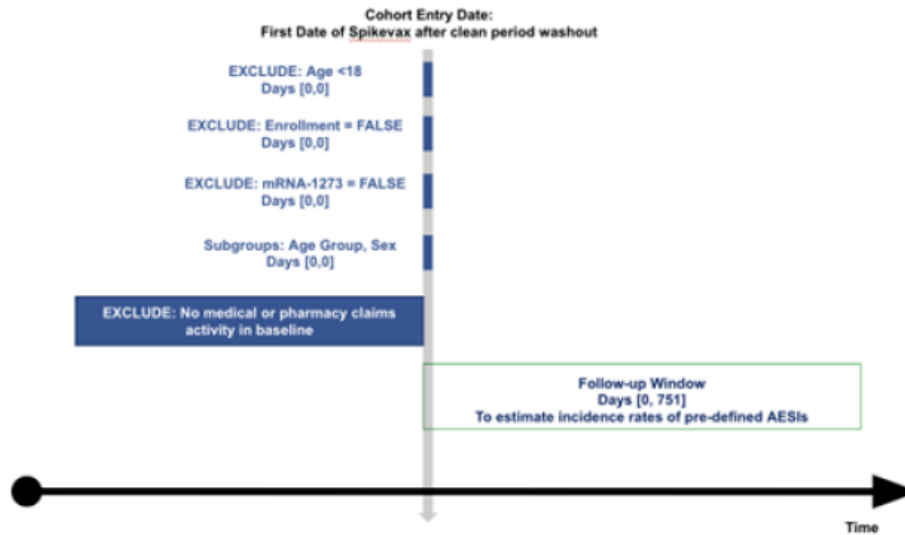 Cohort Entry Date:
First Date of Spikevax after clean period washout
EXCLUDE: Age <18
Days [0,0]
EXCLUDE: Enrollment = FALSE
Days [0,0]
EXCLUDE: mRNA-1273 = FALSE
Days [0,0]
Subgroups: Age Group, Sex
Days [0,0]
EXCLUDE: No medical or pharmacy claims
activity in baseline
Follow-up Window
Days [0, 751]
To estimate incidence rates of pre-defined AESIs
Time